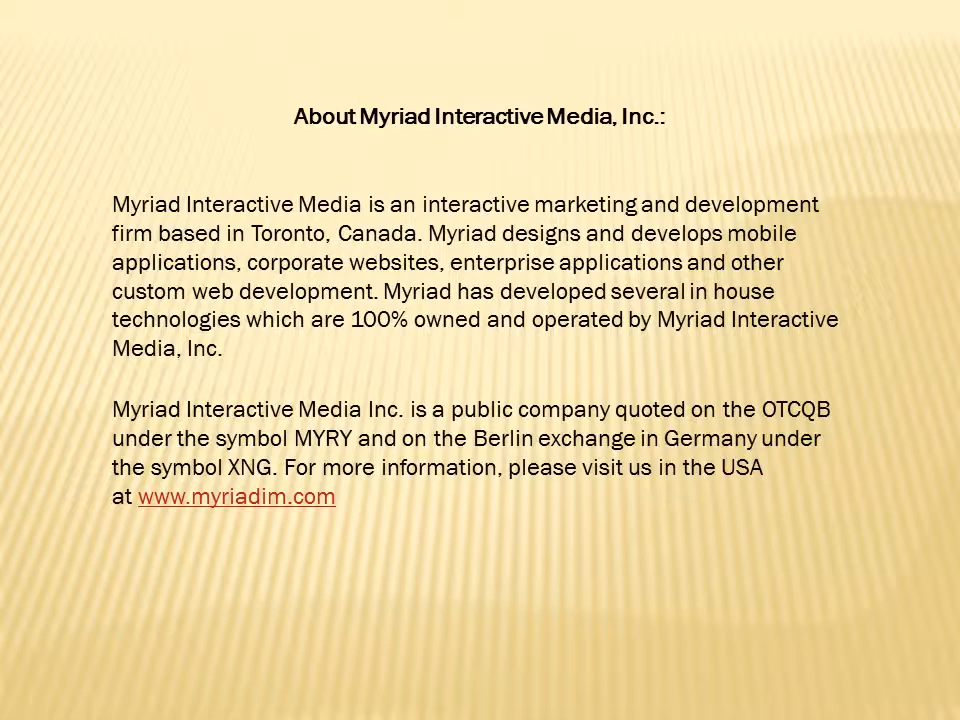 About Myriad Interactive Media, Inc.:
Myriad Interactive Media is an interactive marketing and development
firm based in Toronto, Canada. Myriad designs and develops mobile
applications, corporate websites, enterprise applications and other
custom web development. Myriad has developed several in house
technologies which are 100% owned and operated by Myriad Interactive
Media, Inc.
Myriad Interactive Media Inc. is a public company quoted on the OTCQB
under the symbol MYRY and on the Berlin exchange in Germany under
the symbol XNG. For more information, please visit us in the USA
at www.myriadim.com